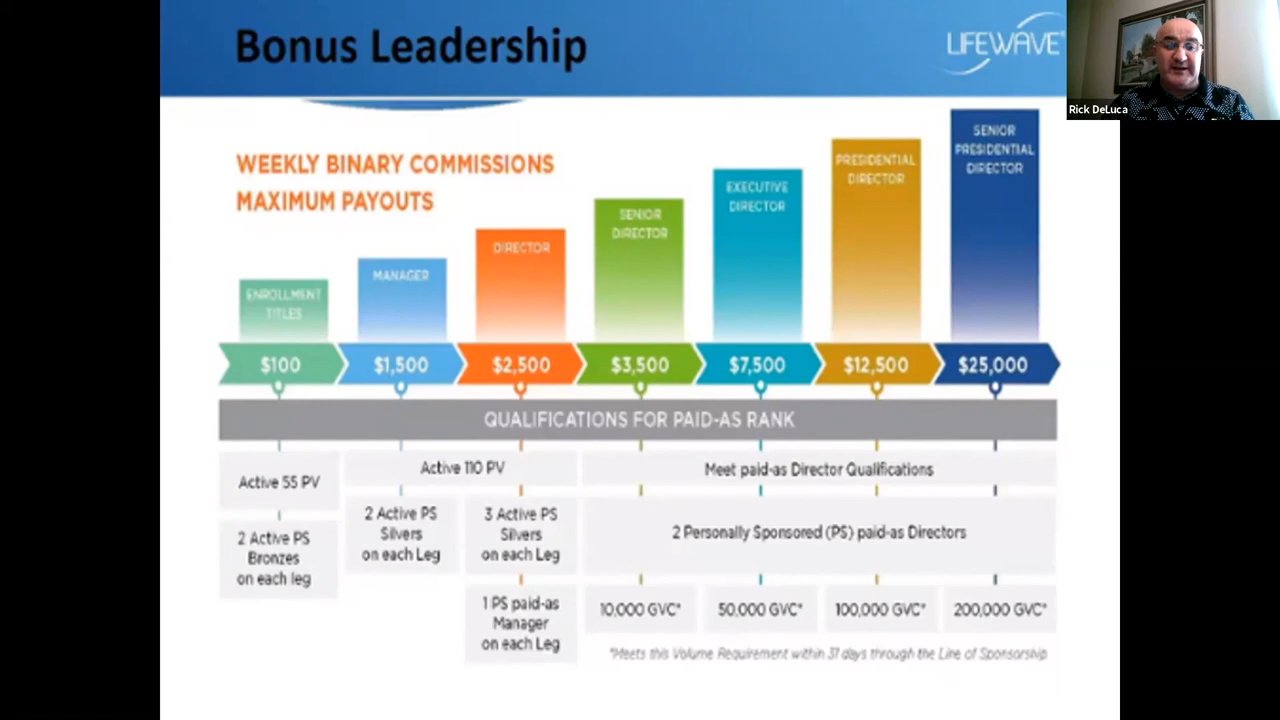 Bonus Leadership
LIFEWAVE
Rick DeLuca
WEEKLY BINARY COMMISSIONS
MAXIMUM PAYOUTS
ENROLLMENT
TITLES
MANAGER
DIRECTOR
SENIOR
DIRECTOR
EXECUTIVE
DIRECTOR
PRESIDENTIAL
DIRECTOR
SENIOR
PRESIDENTIAL
DIRECTOR
$100
$1,500
$2,500
$3,500
$7,500
$12,500
$25,000
QUALIFICATIONS FOR PAID-AS RANK
Active 55 PV
Active 110 PV
Meet paid-as Director Qualifications
2 Active PS
Bronzes
on each leg
2 Active PS
Silvers
on each Leg
3 Active PS
Silvers
on each Leg
2 Personally Sponsored (PS) paid-as Directors
1 PS paid-as
Manager
on each Leg
10,000 GVC*
50,000 GVC*
100,000 GVC*
200,000 GVC*
*Meets this Volume Requirement within 31 days through the Line of Sponsorship